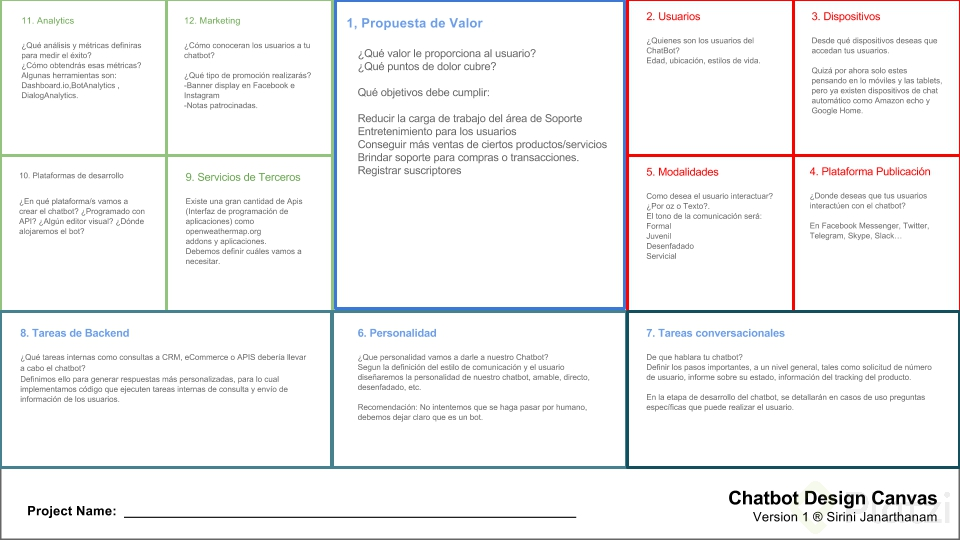 11. Analytics
¿Qué análisis y métricas definiras
para medir el éxito?
¿Cómo obtendrás esas métricas?
Algunas herramientas son:
Dashboard.io,BotAnalytics ,
DialogAnalytics.
12. Marketing
¿Cómo conoceran los usuarios a tu
chatbot?
¿Qué tipo de promoción realizarás?
-Banner display en Facebook e
Instagram
-Notas patrocinadas.
1, Propuesta de Valor
¿Qué valor le proporciona al usuario?
¿Qué puntos de dolor cubre?
Qué objetivos debe cumplir:
Reducir la carga de trabajo del área de Soporte
Entretenimiento para los usuarios
Conseguir más ventas de ciertos productos/servicios
Brindar soporte para compras o transacciones.
Registrar suscriptores
2. Usuarios
¿Quienes son los usuarios del
ChatBot?
Edad, ubicación, estilos de vida.
3. Dispositivos
Desde qué dispositivos deseas que
accedan tus usuarios.
Quizá por ahora solo estes
pensando en lo móviles y las tablets,
pero ya existen dispositivos de chat
automático como Amazon echo y
Google Home.
10. Plataformas de desarrollo
¿En qué plataforma/s vamos a
crear el chatbot? ¿Programado con
API? ¿Algún editor visual? ¿Dónde
alojaremos el bot?
9. Servicios de Terceros
Existe una gran cantidad de Apis
(Interfaz de programación de
aplicaciones) como
openweathermap.org
addons y aplicaciones.
Debemos definir cuáles vamos a
necesitar.
5. Modalidades
Como desea el usuario interactuar?
¿Por oz o Texto?.
El tono de la comunicación será:
Formal
Juvenil
Desenfadado
Servicial
4. Plataforma Publicación
¿Donde deseas que tus usuarios
interactúen con el chatbot?
En Facebook Messenger, Twitter,
Telegram, Skype, Slack…
8. Tareas de Backend
¿Qué tareas internas como consultas a CRM, eCommerce o APIS debería llevar
a cabo el chatbot?
Definimos ello para generar respuestas más personalizadas, para lo cual
implementamos código que ejecuten tareas internas de consulta y envío de
información de los usuarios.
6. Personalidad
¿Que personalidad vamos a darle a nuestro Chatbot?
Segun la definición del estilo de comunicación y el usuario
diseñaremos la personalidad de nuestro chatbot, amable, directo,
desenfadado, etc.
Recomendación: No intentemos que se haga pasar por humano,
debemos dejar claro que es un bot.
7. Tareas conversacionales
De que hablara tu chatbot?
Definir los pasos importantes, a un nivel general, tales como solicitud de número
de usuario, informe sobre su estado, información del tracking del producto.
En la etapa de desarrollo del chatbot, se detallarán en casos de uso preguntas
específicas que puede realizar el usuario.
Project Name:
Chatbot Design Canvas
Version 1 ® Sirini Janarthanam